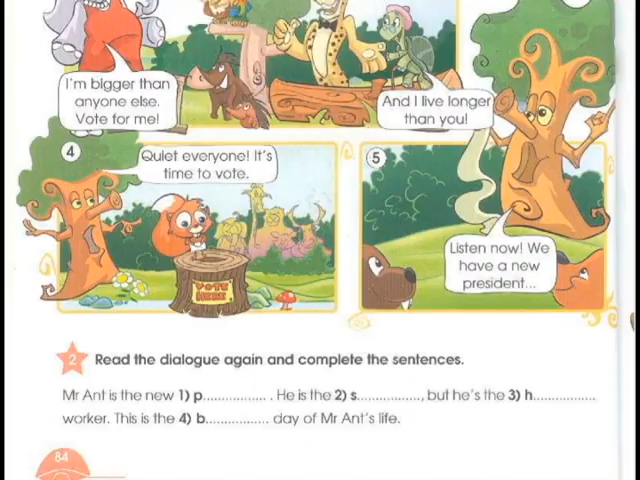 I'm bigger than
anyone else.
Vote for me!
And I live longer
than you!
4
Quiet everyone! It's
time to vote.
VOTE
HERE
5
Listen now! We
have a new
president...
2 Read the dialogue again and complete the sentences.
Mr Ant is the new 1) p.................. . He is the 2) s.................., but he's the 3) h..................
worker. This is the 4) b.................. day of Mr Ant's life.
84